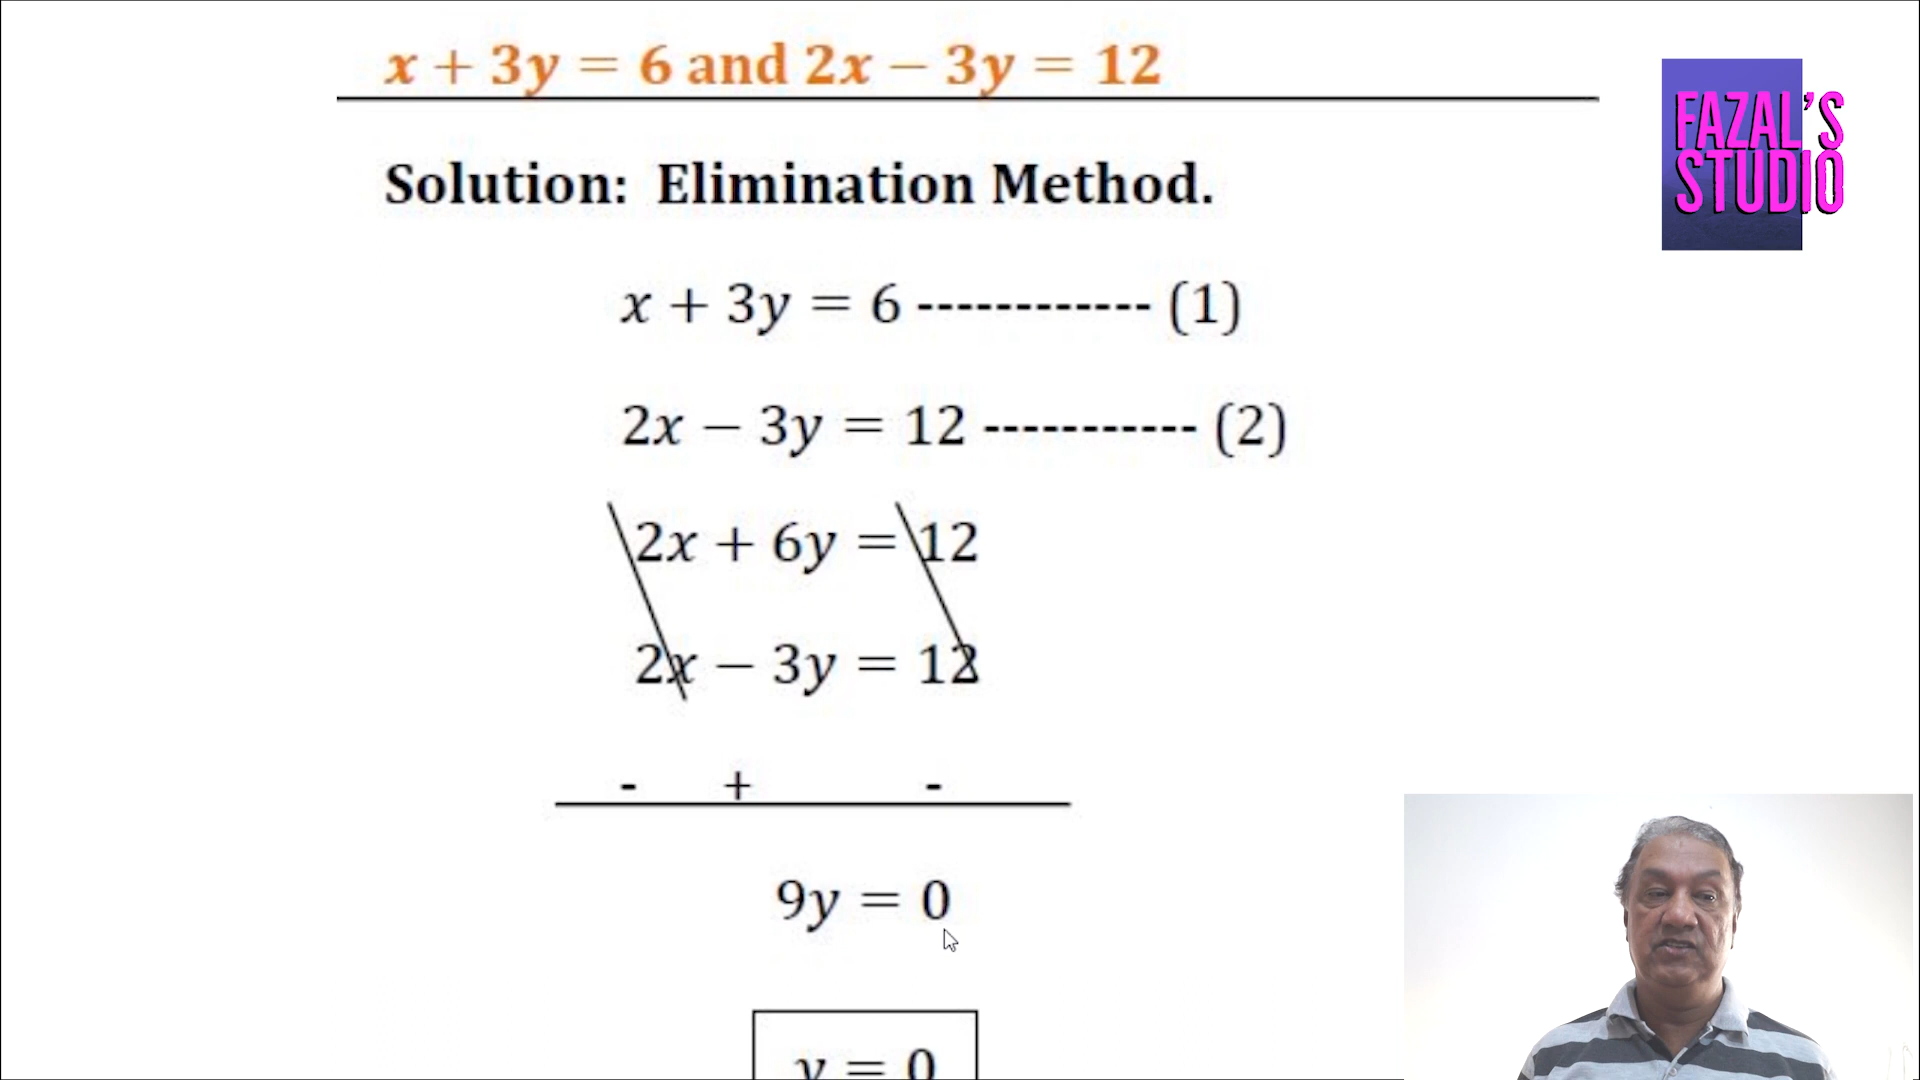 x + 3y = 6 and 2x − 3y = 12
FAZAL'S
STUDIO
Solution: Elimination Method.
x + 3y = 6 ------------ (1)
2x − 3y = 12 ----------- (2)
2x + 6y = 12
2x − 3y = 12
- + -
9y = 0
y = 0